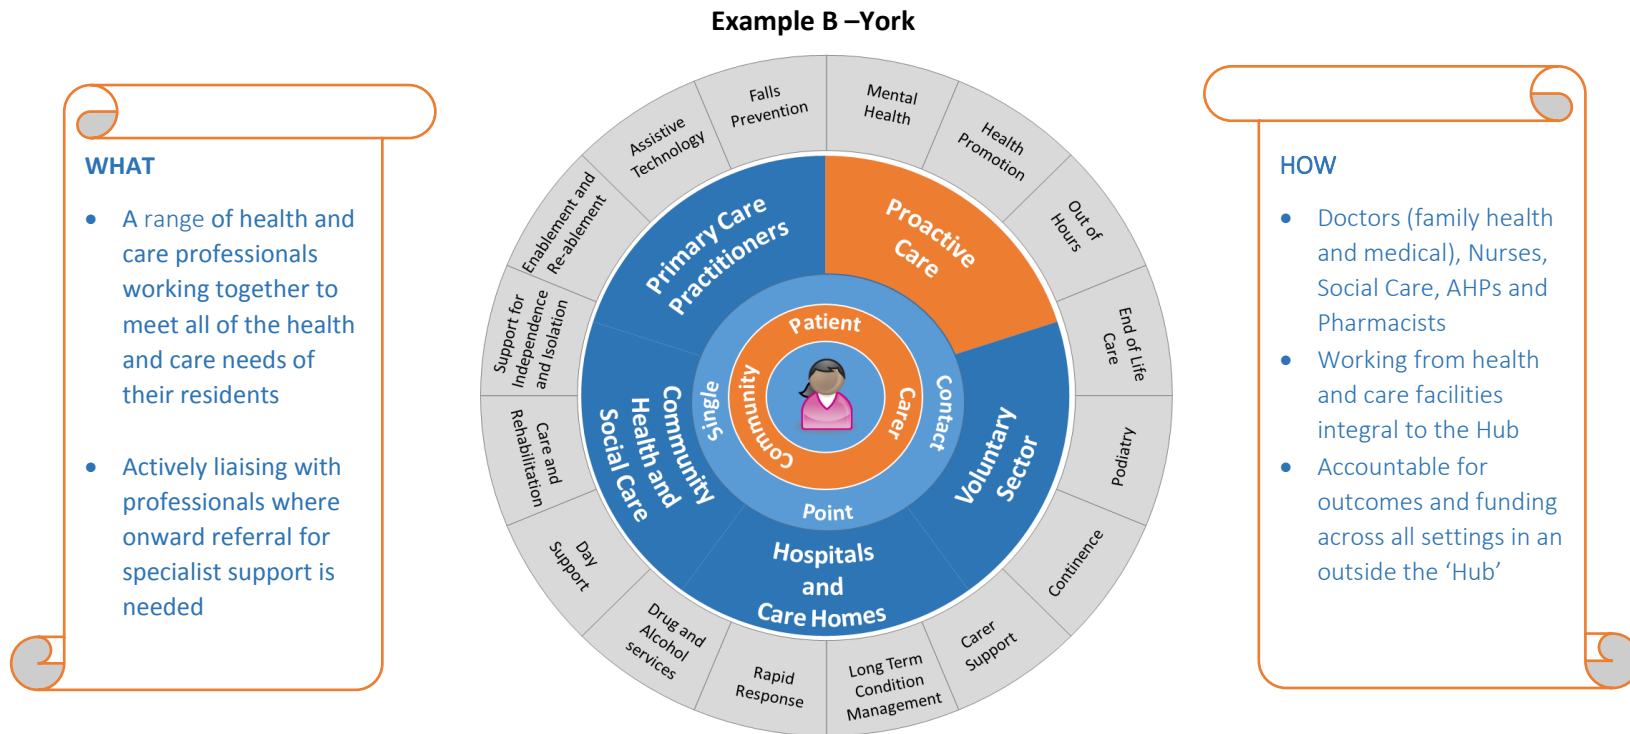 Example B –York
WHAT
• A range of health and
care professionals
working together to
meet all of the health
and care needs of
their residents
• Actively liaising with
professionals where
onward referral for
specialist support is
needed
Falls
Prevention
Mental
Health
Health
Promotion
Out of
Hours
End of Life
Care
Podiatry
Continence
Carer
Support
Long Term
Condition
Management
Rapid
Response
Drug and
Alcohol
services
Day
Support
Care and
Rehabilitation
Support for
Independence
and Isolation
Enablement and
Re-ablement
Assistive
Technology
Primary Care
Practitioners
Proactive
Care
Voluntary
Sector
Hospitals
and
Care Homes
Community
Health and
Social Care
Single
Point
Contact
Patient
Carer
Community
HOW
• Doctors (family health
and medical), Nurses,
Social Care, AHPs and
Pharmacists
• Working from health
and care facilities
integral to the Hub
• Accountable for
outcomes and funding
across all settings in an
outside the ‘Hub’